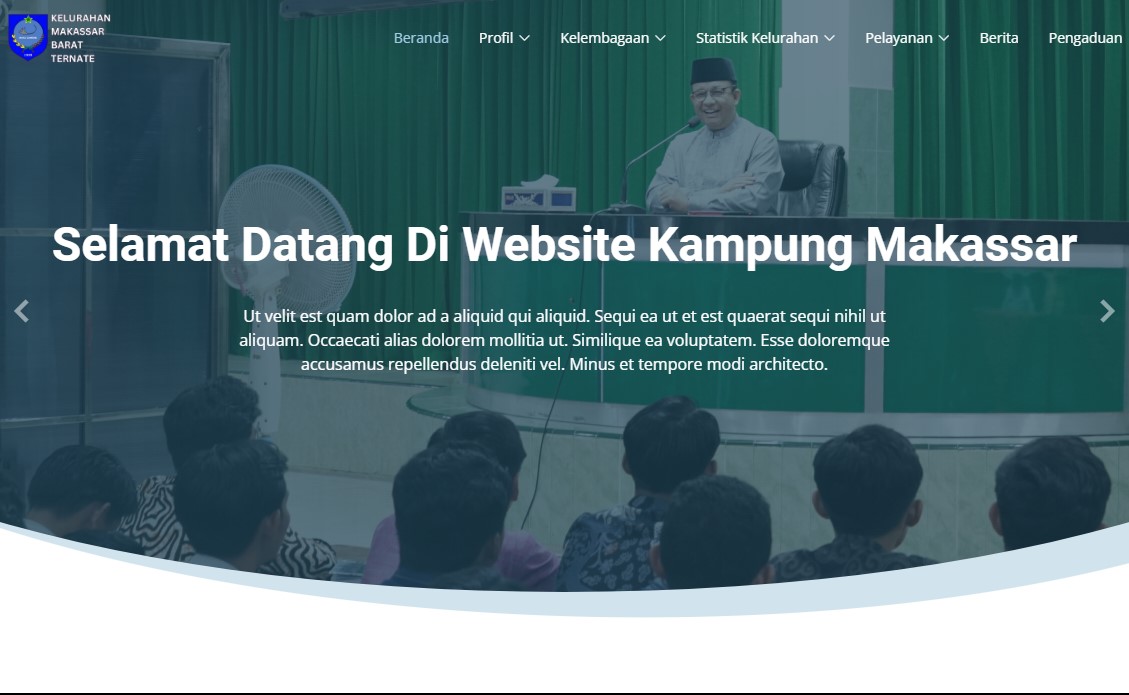 KELURAHAN
MAKASSAR
BARAT
TERNATE
Beranda Profil Kelembagaan Statistik Kelurahan Pelayanan Berita Pengaduan
Selamat Datang Di Website Kampung Makassar
Ut velit est quam dolor ad a aliquid qui aliquid. Sequi ea ut et est quaerat sequi nihil ut
aliquam. Occaecati alias dolorem mollitia ut. Similique ea voluptatem. Esse doloremque
accusamus repellendus deleniti vel. Minus et tempore modi architecto.